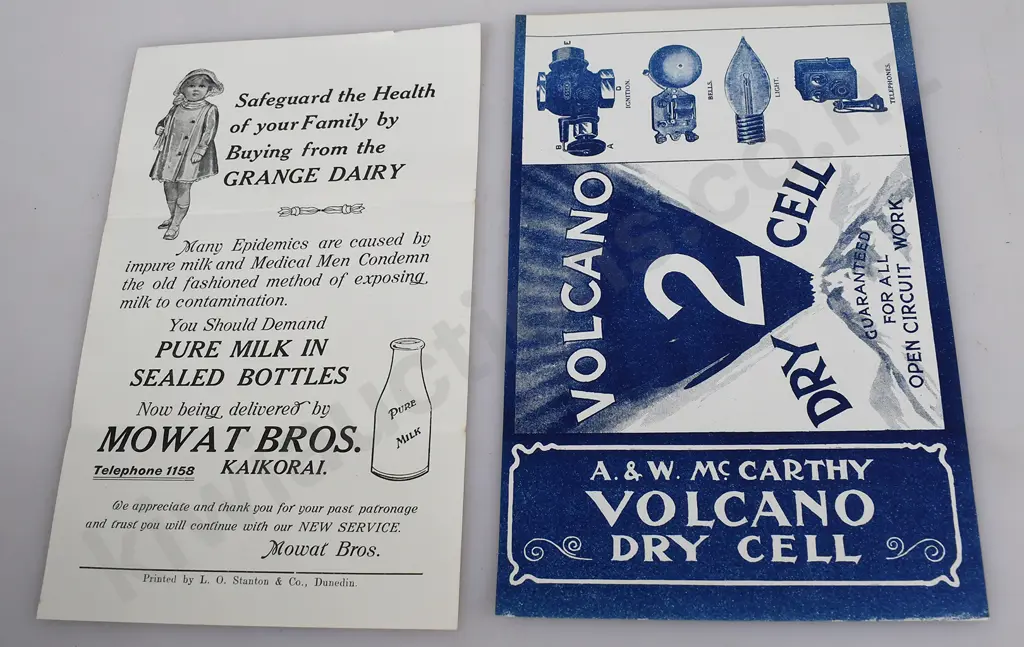 Safeguard the Health
of your Family by
Buying from the
GRANGE DAIRY
Many Epidemics are caused by
impure milk and Medical Men Condemn
the old fashioned method of exposing
milk to contamination.
You Should Demand
PURE MILK IN
SEALED BOTTLES
Now being delivered by
MOWAT BROS.
Telephone 1158 KAIKORAI.
PURE
MILK
We appreciate and thank you for your past patronage
and trust you will continue with our NEW SERVICE.
Mowat Bros.
Printed by L. O. Stanton & Co., Dunedin.
E
D
B
A
IGNITION.
BELLS.
LIGHT.
TELEPHONES.
VOLCANO
2
DRY CELL
GUARANTEED
FOR ALL
OPEN CIRCUIT WORK
A. & W. Mc CARTHY
VOLCANO
DRY CELL